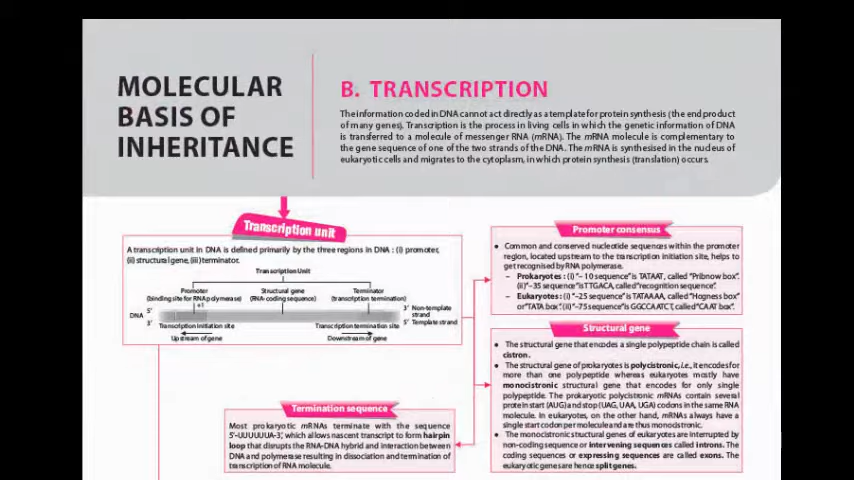 MOLECULAR
BASIS OF
INHERITANCE
B. TRANSCRIPTION
The information coded in DNA cannot act directly as a template for protein synthesis (the end product
of many genes). Transcription is the process in living cells in which the genetic information of DNA
is transferred to a molecule of messenger RNA (mRNA). The mRNA molecule is complementary to
the gene sequence of one of the two strands of the DNA. The mRNA is synthesised in the nucleus of
eukaryotic cells and migrates to the cytoplasm, in which protein synthesis (translation) occurs.
Transcription unit
A transcription unit in DNA is defined primarily by the three regions in DNA : (i) promoter,
(ii) structural gene, (iii) terminator.
Transcription Unit
Promoter
(binding site for RNA polymerase)
Structural gene
(RNA-coding sequence)
Terminator
(transcription termination)
+1
DNA
5'
3'
3' Non-template
strand
5' Template strand
Transcription initiation site
Transcription termination site
Upstream of gene
Downstream of gene
Promoter consensus
• Common and conserved nucleotide sequences within the promoter
region, located upstream to the transcription initiation site, helps to
get recognised by RNA polymerase.
– Prokaryotes : (i) "– 10 sequence" is TATAAT, called "Pribnow box".
(ii) "–35 sequence" is TTGACA, called "recognition sequence".
– Eukaryotes : (i) "–25 sequence" is TATAAAA, called "Hogness box"
or "TATA box". (ii) "–75 sequence" is GGCCAATCT, called "CAAT box".
Structural gene
• The structural gene that encodes a single polypeptide chain is called
cistron.
• The structural gene of prokaryotes is polycistronic, i.e., it encodes for
more than one polypeptide whereas eukaryotes mostly have
monocistronic structural gene that encodes for only single
polypeptide. The prokaryotic polycistronic mRNAs contain several
protein start (AUG) and stop (UAG, UAA, UGA) codons in the same RNA
molecule. In eukaryotes, on the other hand, mRNAs always have a
single start codon per molecule and are thus monocistronic.
• The monocistronic structural genes of eukaryotes are interrupted by
non-coding sequence or intervening sequences called introns. The
coding sequences or expressing sequences are called exons. The
eukaryotic genes are hence split genes.
Termination sequence
Most prokaryotic mRNAs terminate with the sequence
5'-UUUUUUA-3', which allows nascent transcript to form hairpin
loop that disrupts the RNA-DNA hybrid and interaction between
DNA and polymerase resulting in dissociation and termination of
transcription of RNA molecule.